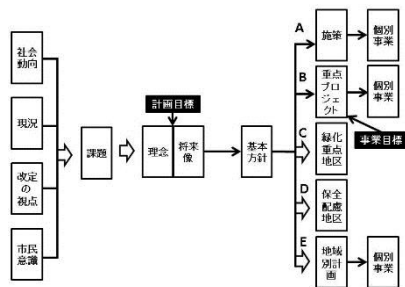 社会
動向
現況
改定の
視点
市民
意識
課題
計画目標
理念
将来
像
基本
方針
A
施策
個別
事業
B
重点
プロ
ジェ
クト
個別
事業
事業目標
C
緑化
重点
地区
D
保全
配慮
地区
E
地域
別計
画
個別
事業